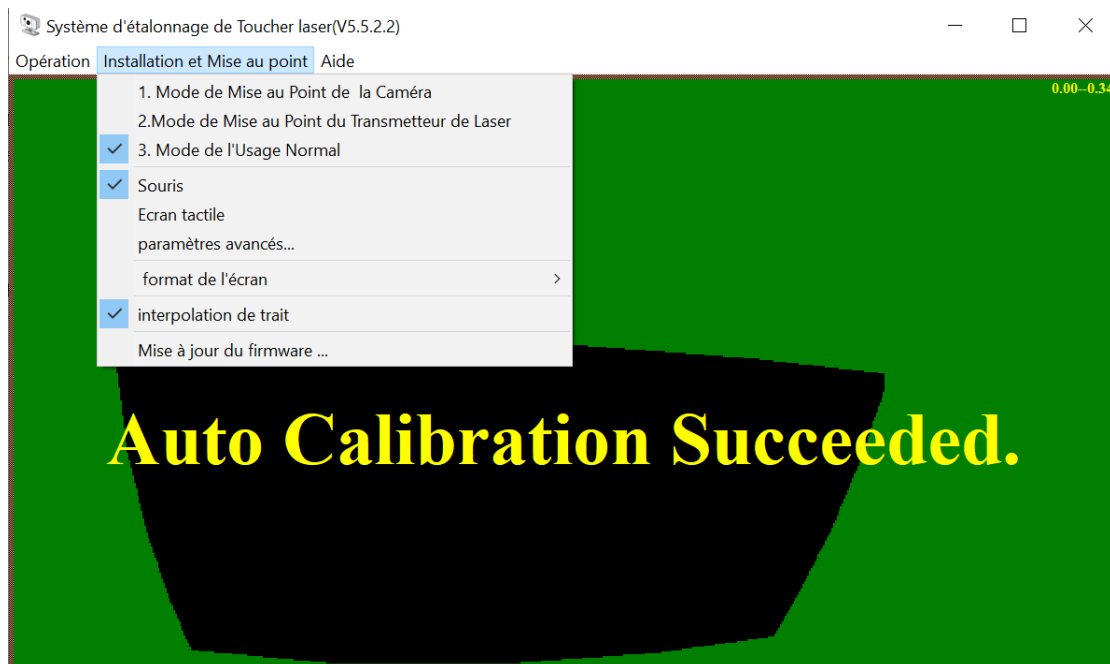 Système d'étalonnage de Toucher laser(V5.5.2.2)
Opération Installation et Mise au point Aide
0.00--0.34
1. Mode de Mise au Point de  la Caméra
2.Mode de Mise au Point du Transmetteur de Laser
3. Mode de l'Usage Normal
Souris
Ecran tactile
paramètres avancés...
format de l'écran
interpolation de trait
Mise à jour du firmware ...
Auto Calibration Succeeded.